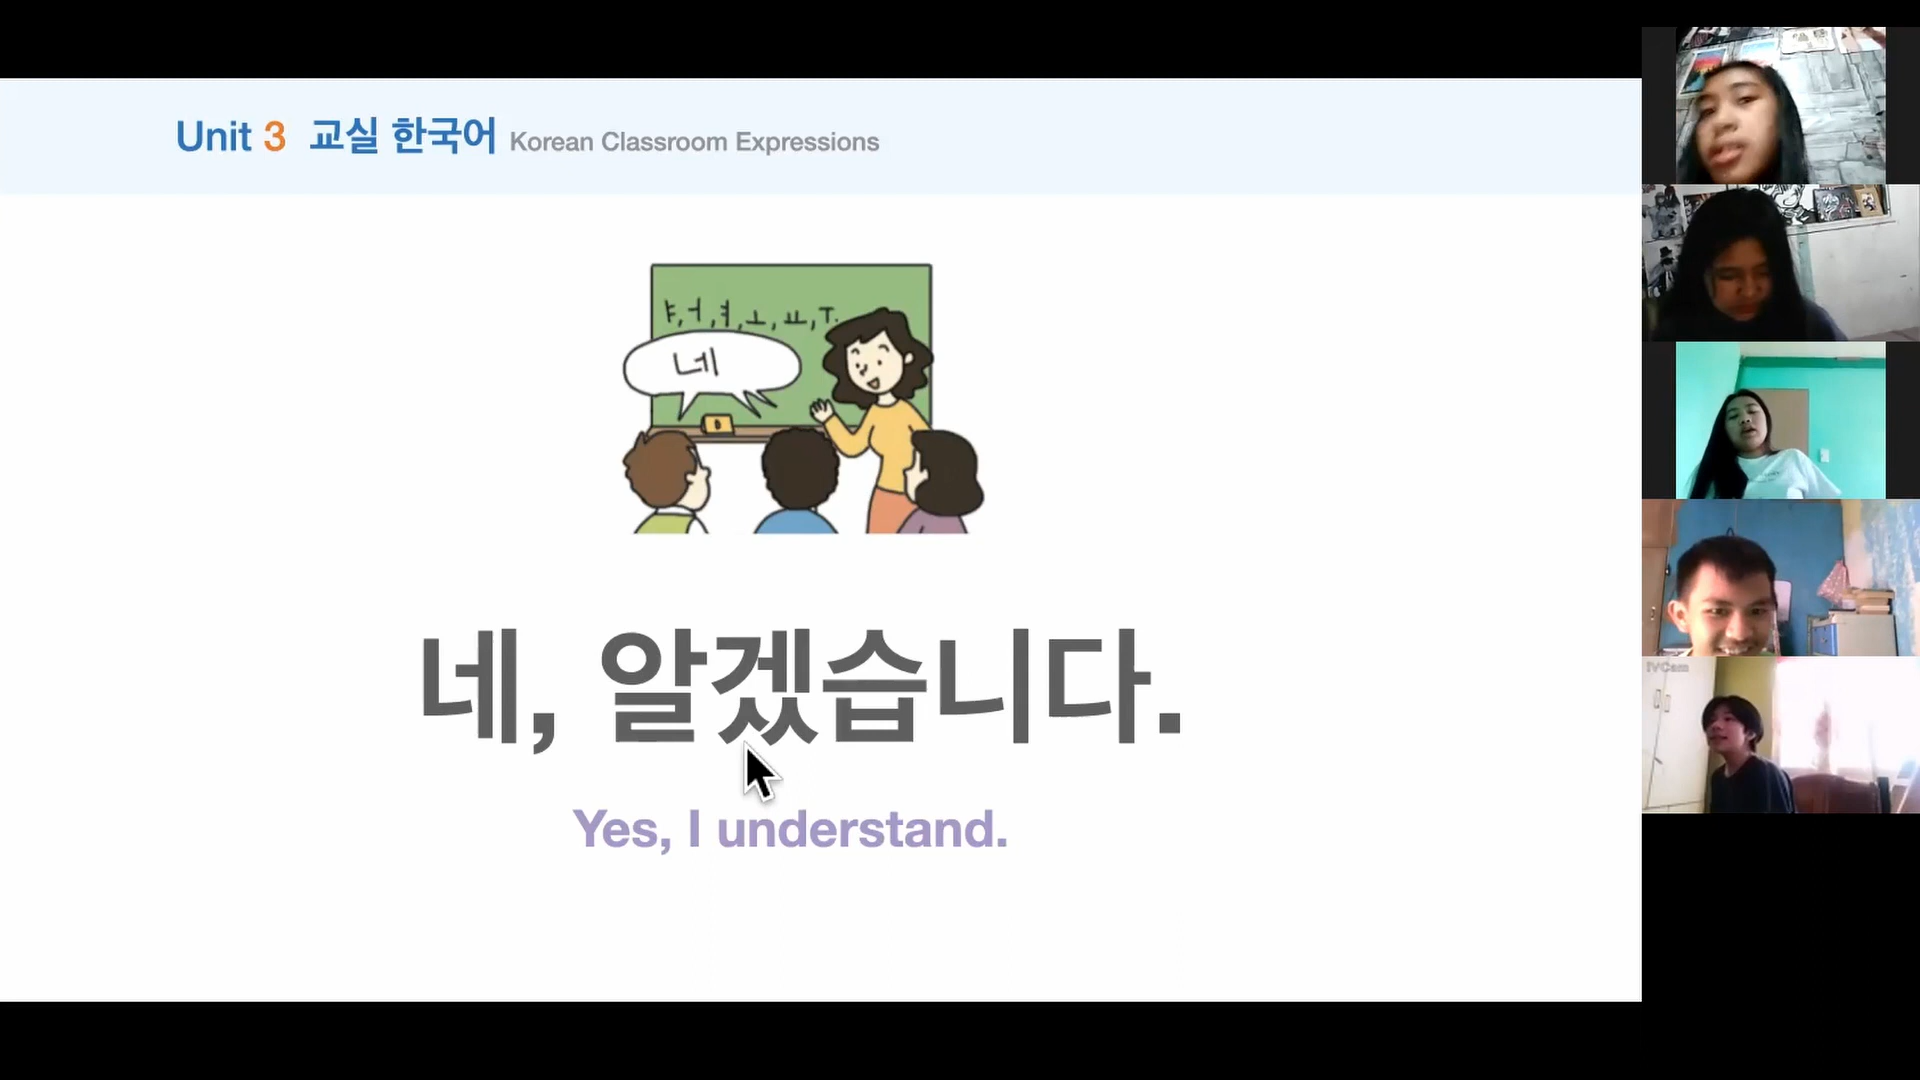 Unit 3 교실 한국어 Korean Classroom Expressions
ㅑ,ㅓ,ㅕ,ㅗ,ㅛ,ㅜ.
네
네, 알겠습니다.
Yes, I understand.
iVCam